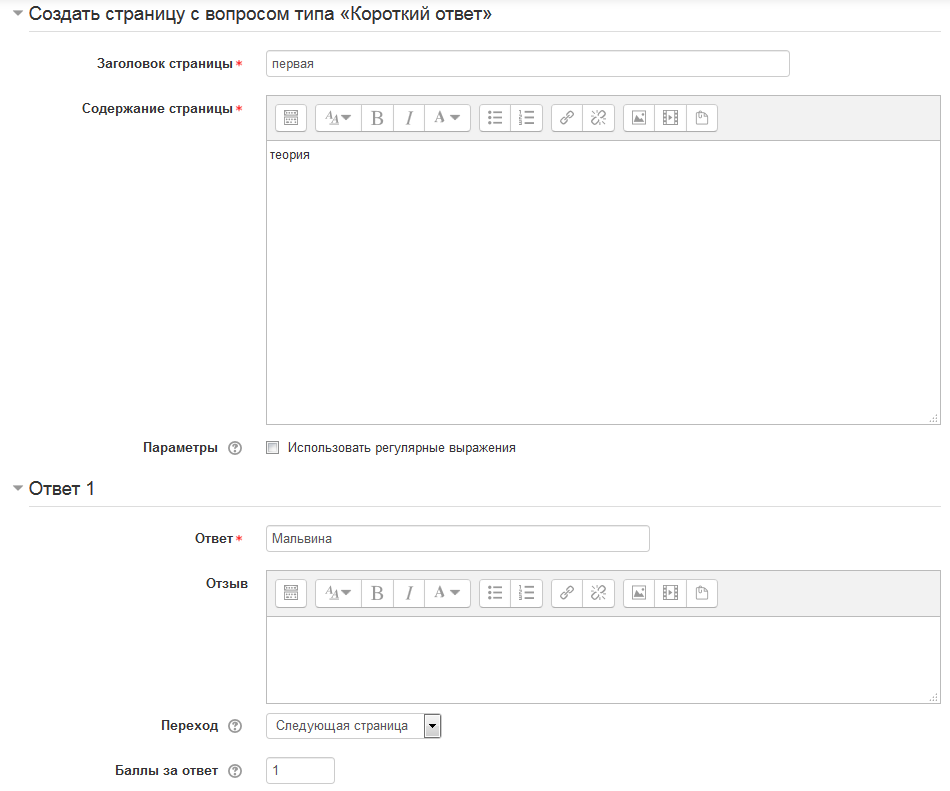 Создать страницу с вопросом типа «Короткий ответ»
Заголовок страницы* первая
Содержание страницы*
теория
Параметры Использовать регулярные выражения
Ответ 1
Ответ* Мальвина
Отзыв
Переход Следующая страница
Баллы за ответ 1